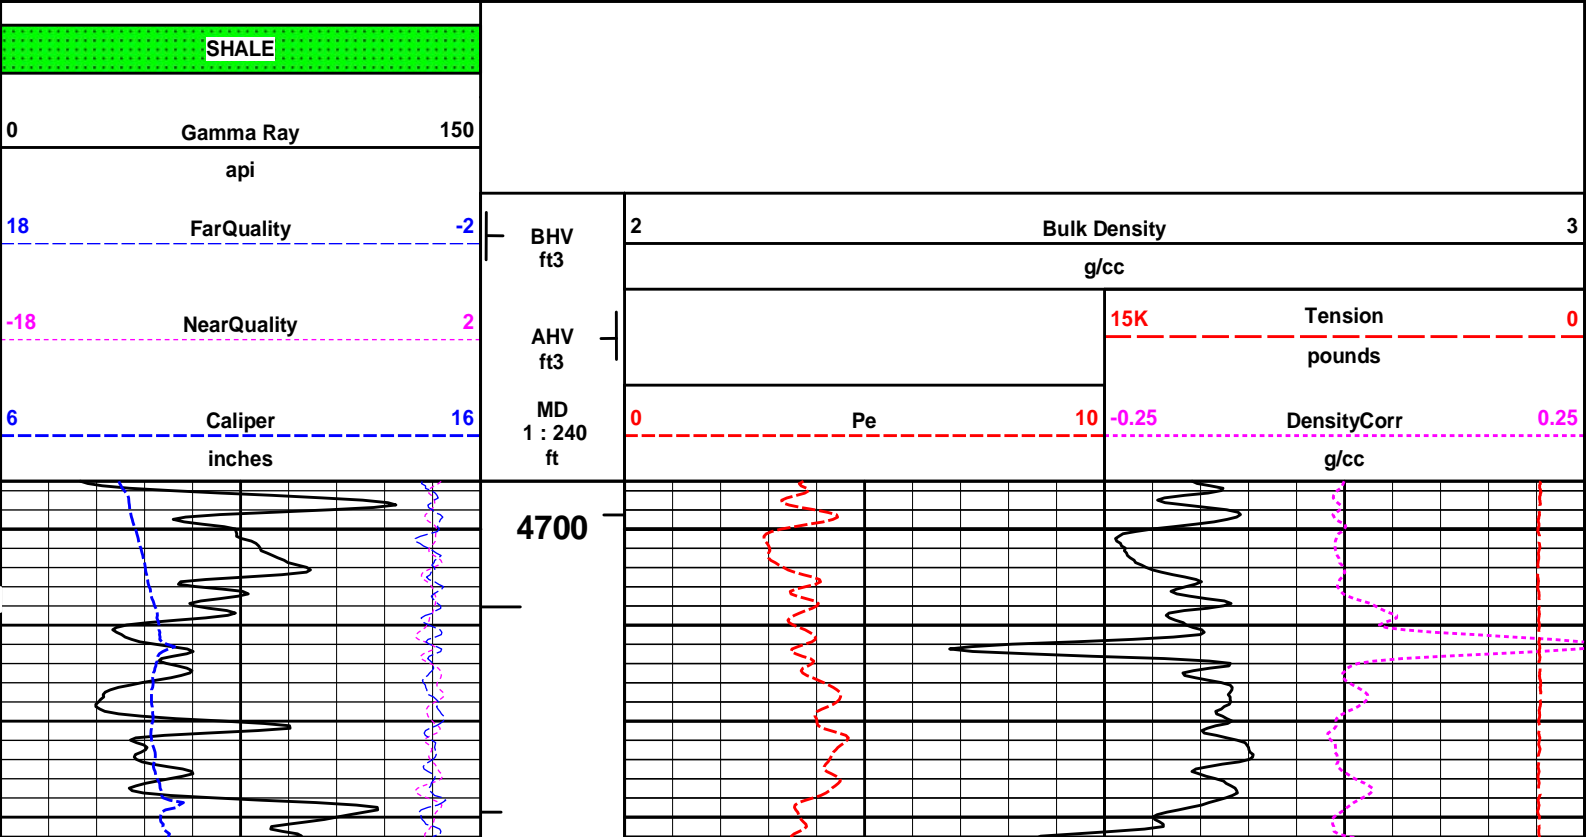 SHALE
0 Gamma Ray 150
api
18 FarQuality -2
-18 NearQuality 2
6 Caliper 16
inches
BHV
ft3
AHV
ft3
MD
1 : 240
ft
2 Bulk Density 3
g/cc
15K Tension 0
pounds
0 Pe 10
-0.25 DensityCorr 0.25
g/cc
4700